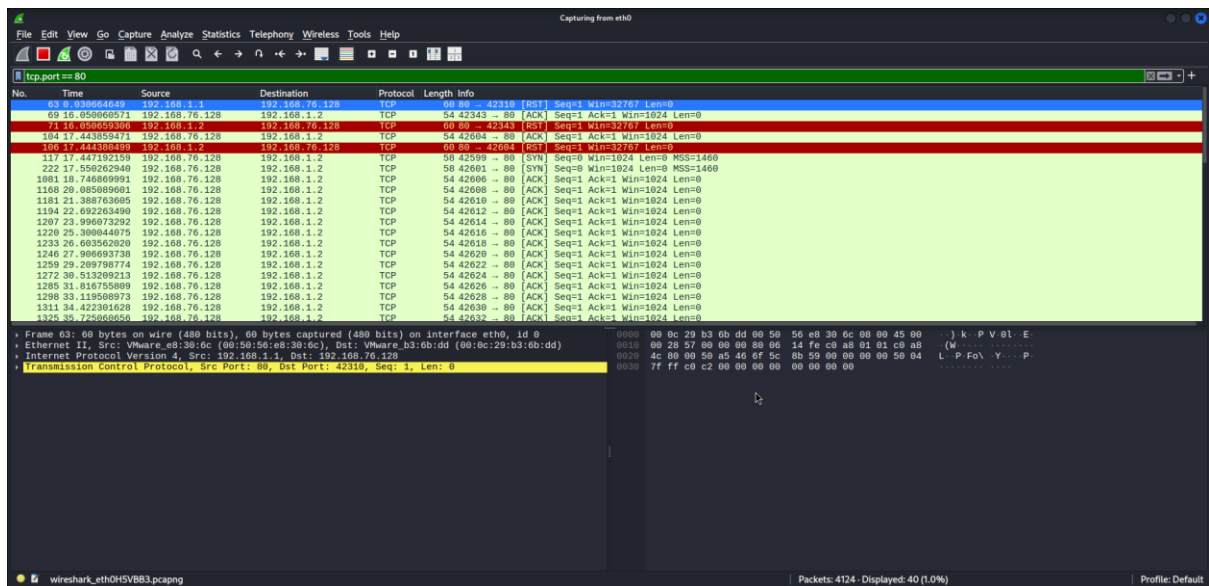 Capturing from eth0
File Edit View Go Capture Analyze Statistics Telephony Wireless Tools Help
tcp.port == 80
No. Time Source Destination Protocol Length Info
63 0.030664649 192.168.1.1 192.168.76.128 TCP 60 80 → 42310 [RST] Seq=1 Win=32767 Len=0
69 16.050060571 192.168.76.128 192.168.1.2 TCP 54 42343 → 80 [ACK] Seq=1 Ack=1 Win=1024 Len=0
71 16.050659306 192.168.1.2 192.168.76.128 TCP 60 80 → 42343 [RST] Seq=1 Win=32767 Len=0
104 17.443859471 192.168.76.128 192.168.1.2 TCP 54 42604 → 80 [ACK] Seq=1 Ack=1 Win=1024 Len=0
106 17.444380499 192.168.1.2 192.168.76.128 TCP 60 80 → 42604 [RST] Seq=1 Win=32767 Len=0
117 17.447192159 192.168.76.128 192.168.1.2 TCP 58 42599 → 80 [SYN] Seq=0 Win=1024 Len=0 MSS=1460
222 17.550262940 192.168.76.128 192.168.1.2 TCP 58 42601 → 80 [SYN] Seq=0 Win=1024 Len=0 MSS=1460
1081 18.746869991 192.168.76.128 192.168.1.2 TCP 54 42606 → 80 [ACK] Seq=1 Ack=1 Win=1024 Len=0
1168 20.085089601 192.168.76.128 192.168.1.2 TCP 54 42608 → 80 [ACK] Seq=1 Ack=1 Win=1024 Len=0
1181 21.388763605 192.168.76.128 192.168.1.2 TCP 54 42610 → 80 [ACK] Seq=1 Ack=1 Win=1024 Len=0
1194 22.692263490 192.168.76.128 192.168.1.2 TCP 54 42612 → 80 [ACK] Seq=1 Ack=1 Win=1024 Len=0
1207 23.996073292 192.168.76.128 192.168.1.2 TCP 54 42614 → 80 [ACK] Seq=1 Ack=1 Win=1024 Len=0
1220 25.300044075 192.168.76.128 192.168.1.2 TCP 54 42616 → 80 [ACK] Seq=1 Ack=1 Win=1024 Len=0
1233 26.603562020 192.168.76.128 192.168.1.2 TCP 54 42618 → 80 [ACK] Seq=1 Ack=1 Win=1024 Len=0
1246 27.906693738 192.168.76.128 192.168.1.2 TCP 54 42620 → 80 [ACK] Seq=1 Ack=1 Win=1024 Len=0
1259 29.209798774 192.168.76.128 192.168.1.2 TCP 54 42622 → 80 [ACK] Seq=1 Ack=1 Win=1024 Len=0
1272 30.513209213 192.168.76.128 192.168.1.2 TCP 54 42624 → 80 [ACK] Seq=1 Ack=1 Win=1024 Len=0
1285 31.816755809 192.168.76.128 192.168.1.2 TCP 54 42626 → 80 [ACK] Seq=1 Ack=1 Win=1024 Len=0
1298 33.119508973 192.168.76.128 192.168.1.2 TCP 54 42628 → 80 [ACK] Seq=1 Ack=1 Win=1024 Len=0
1311 34.422301628 192.168.76.128 192.168.1.2 TCP 54 42630 → 80 [ACK] Seq=1 Ack=1 Win=1024 Len=0
1325 35.725060656 192.168.76.128 192.168.1.2 TCP 54 42632 → 80 [ACK] Seq=1 Ack=1 Win=1024 Len=0
Frame 63: 60 bytes on wire (480 bits), 60 bytes captured (480 bits) on interface eth0, id 0
Ethernet II, Src: VMware_e8:30:6c (00:50:56:e8:30:6c), Dst: VMware_b3:6b:dd (00:0c:29:b3:6b:dd)
Internet Protocol Version 4, Src: 192.168.1.1, Dst: 192.168.76.128
Transmission Control Protocol, Src Port: 80, Dst Port: 42310, Seq: 1, Len: 0
0000 00 0c 29 b3 6b dd 00 50 56 e8 30 6c 08 00 45 00 ··)·k··P V·0l··E·
0010 00 28 57 00 00 00 80 06 14 fe c0 a8 01 01 c0 a8 ·(W····· ········
0020 4c 80 00 50 a5 46 6f 5c 8b 59 00 00 00 00 50 04 L··P·Fo\ ·Y····P·
0030 7f ff c0 c2 00 00 00 00 00 00 00 00 ········ ····
wireshark_eth0H5VBB3.pcapng
Packets: 4124 · Displayed: 40 (1.0%)
Profile: Default